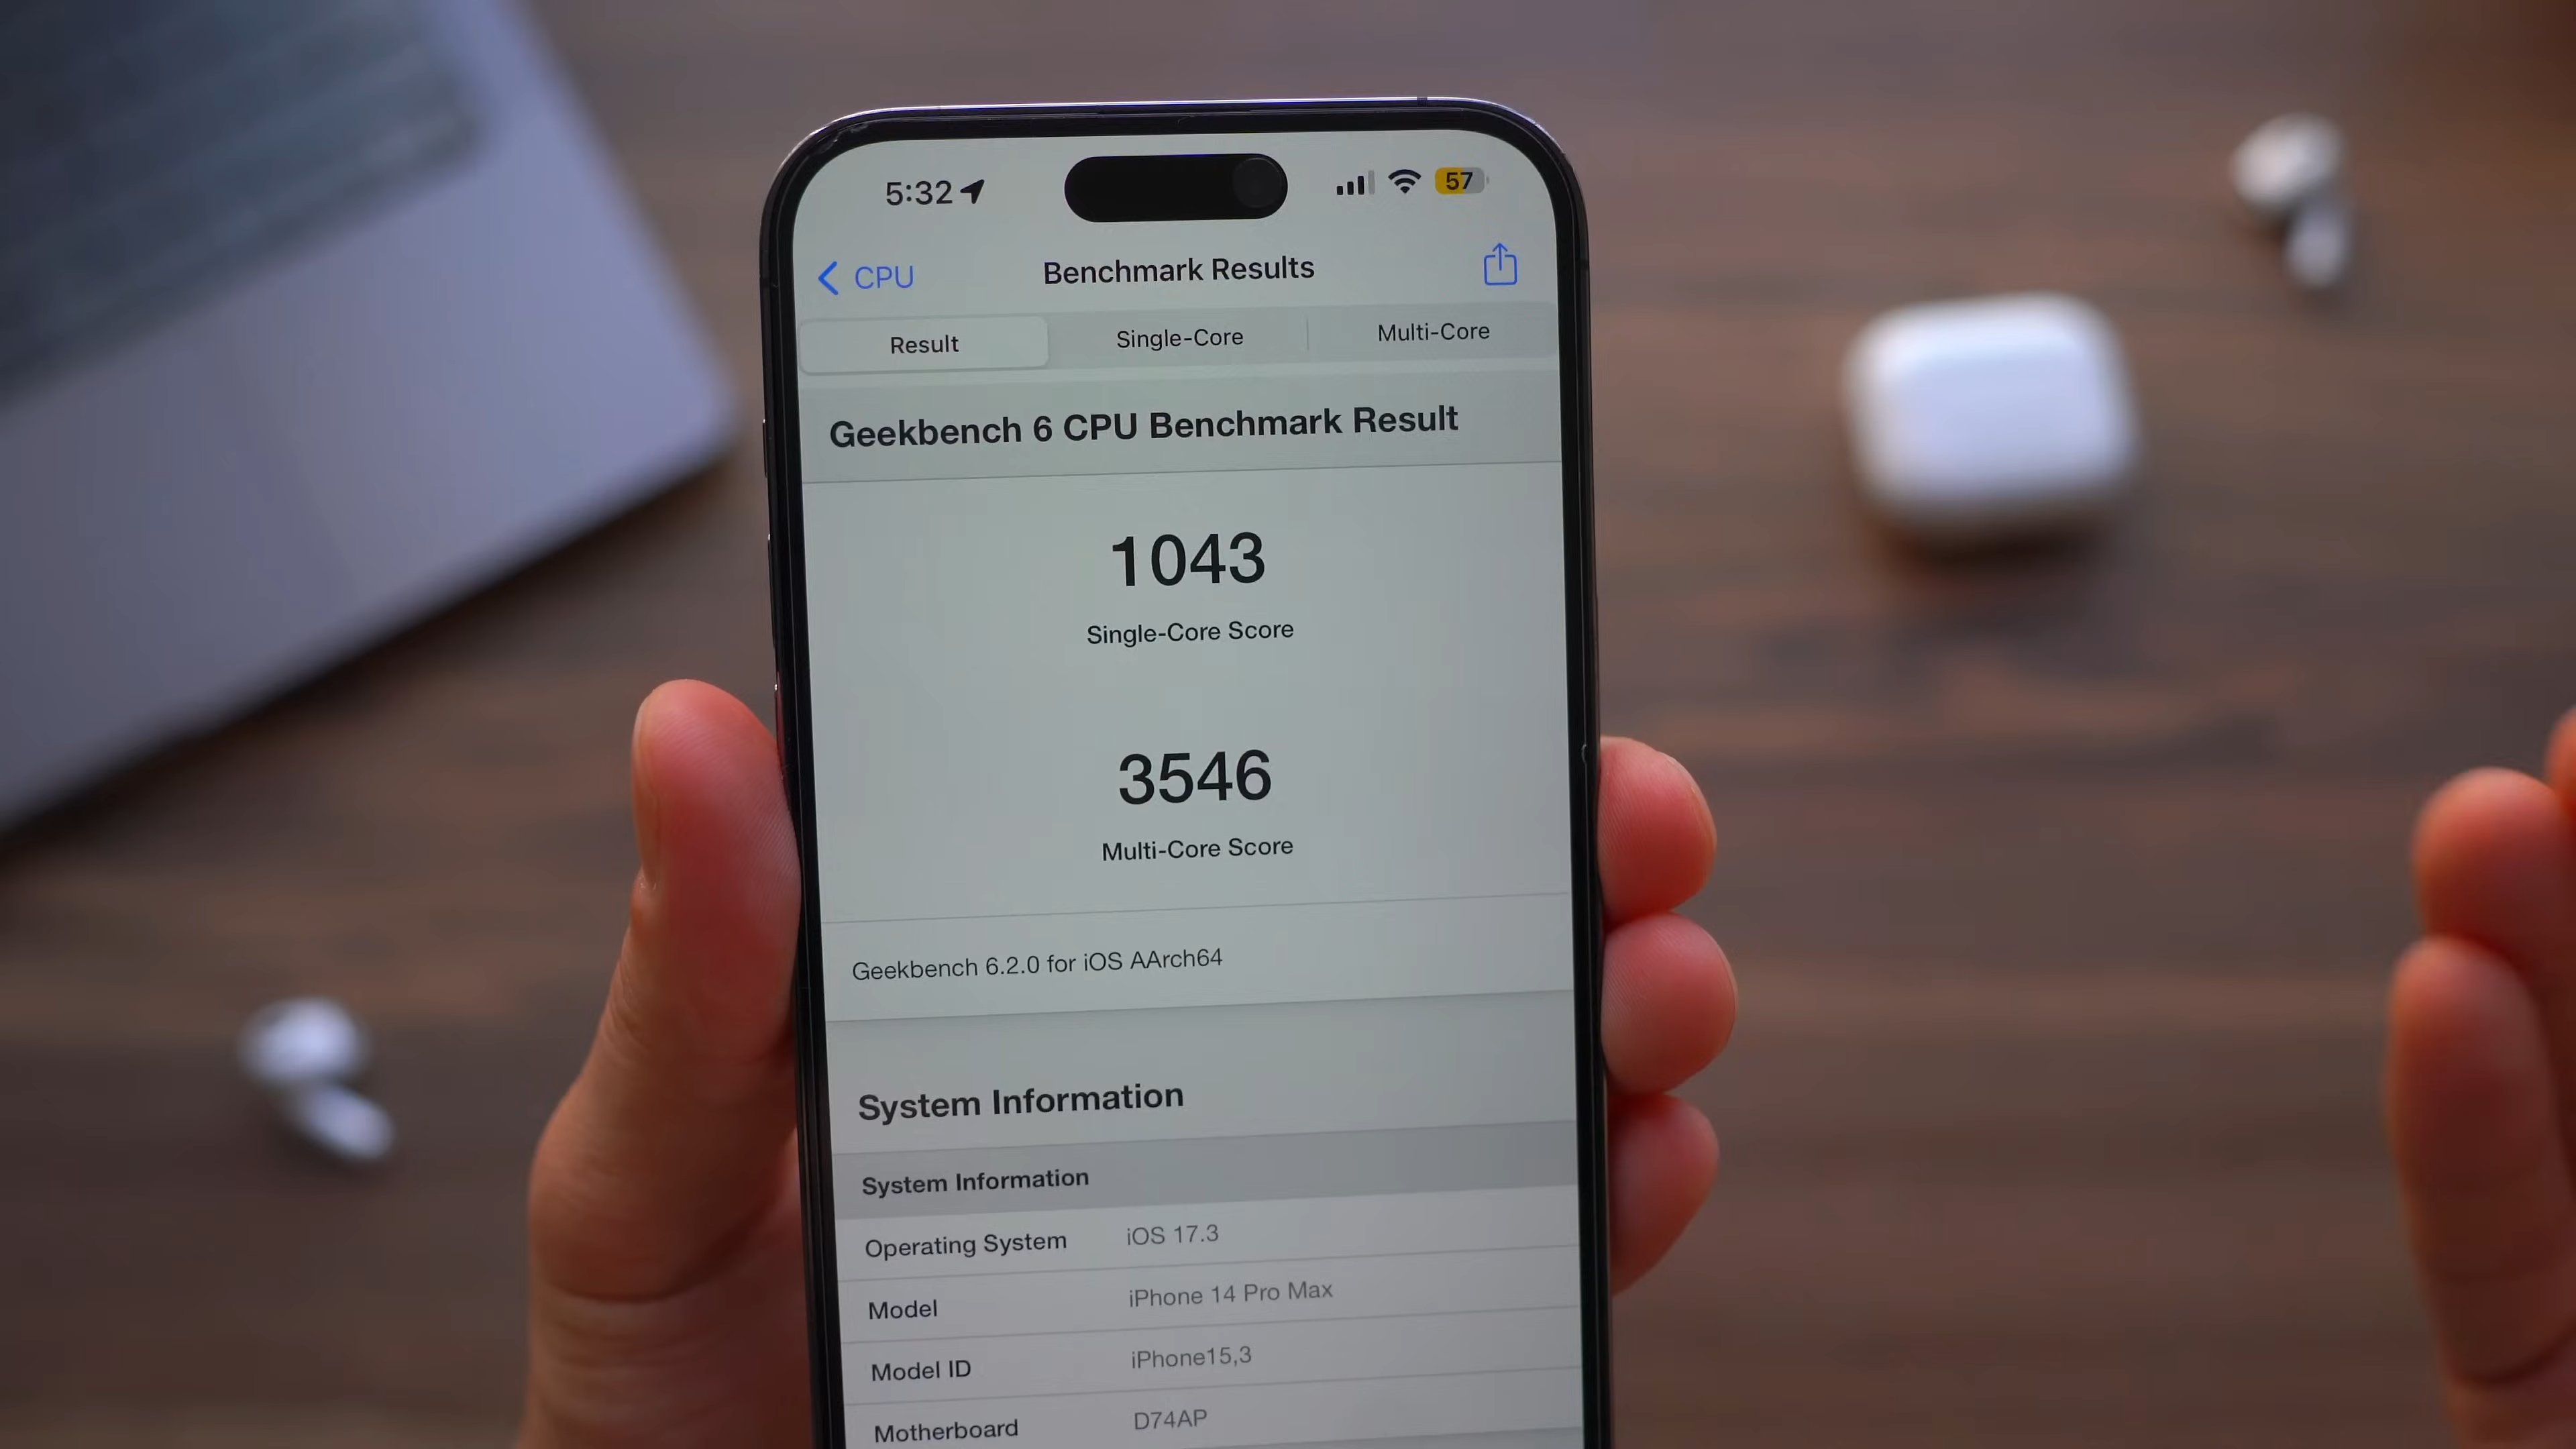 5:32
57
CPU
Benchmark Results
Result
Single-Core
Multi-Core
Geekbench 6 CPU Benchmark Result
1043
Single-Core Score
3546
Multi-Core Score
Geekbench 6.2.0 for iOS AArch64
System Information
System Information
Operating System iOS 17.3
Model iPhone 14 Pro Max
Model ID iPhone15,3
Motherboard D74AP